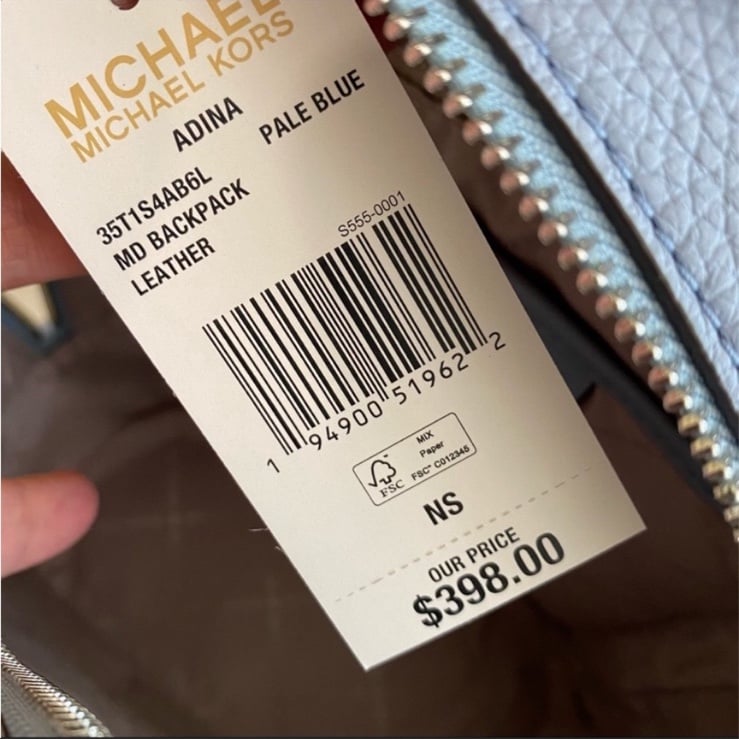 MICHAEL
MICHAEL KORS
ADINA
PALE BLUE
35T1S4AB6L
MD BACKPACK
LEATHER
S555-0001
1 94900 51962 2
FSC
MIX
Paper
FSC® C012345
NS
OUR PRICE
$398.00